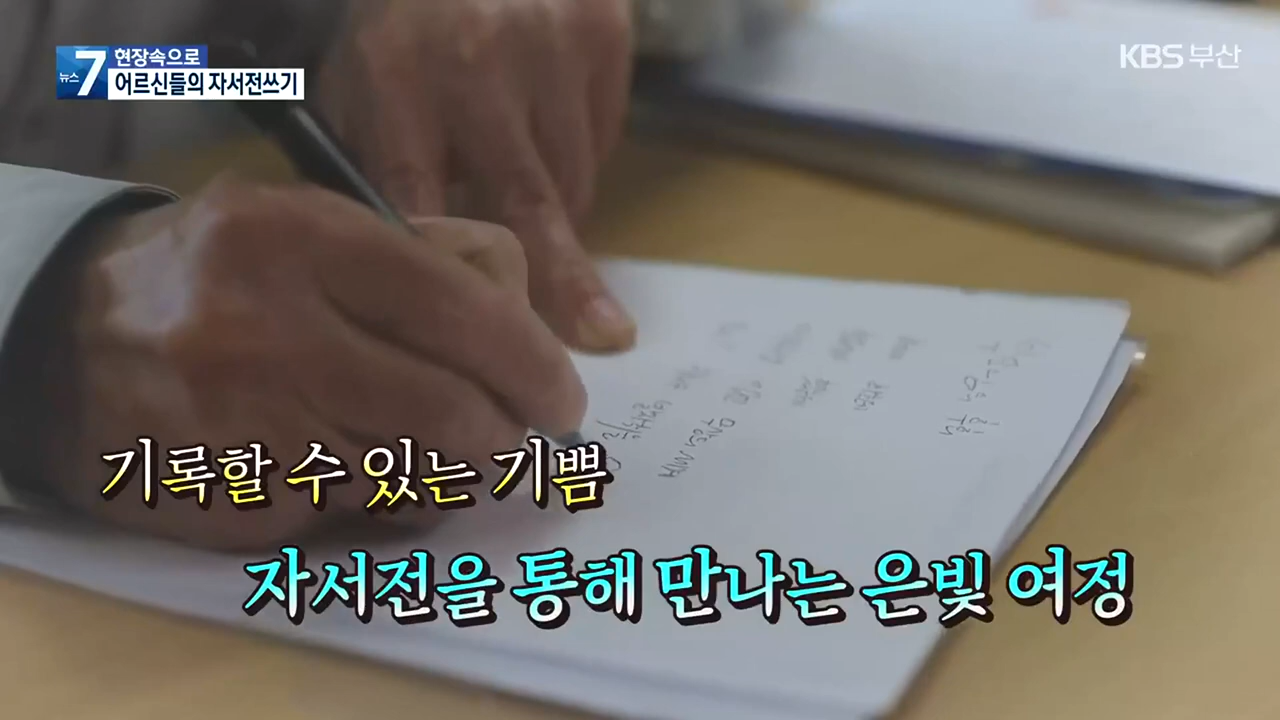 뉴스 7
현장속으로
어르신들의 자서전쓰기
KBS 부산
기록할 수 있는 기쁨
자서전을 통해 만나는 은빛 여정